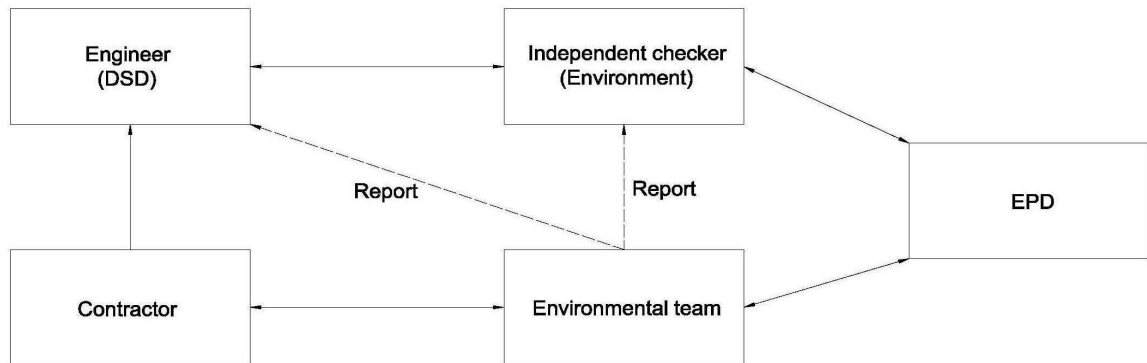 Engineer
(DSD)
Independent checker
(Environment)
Report
Report
EPD
Contractor
Environmental team